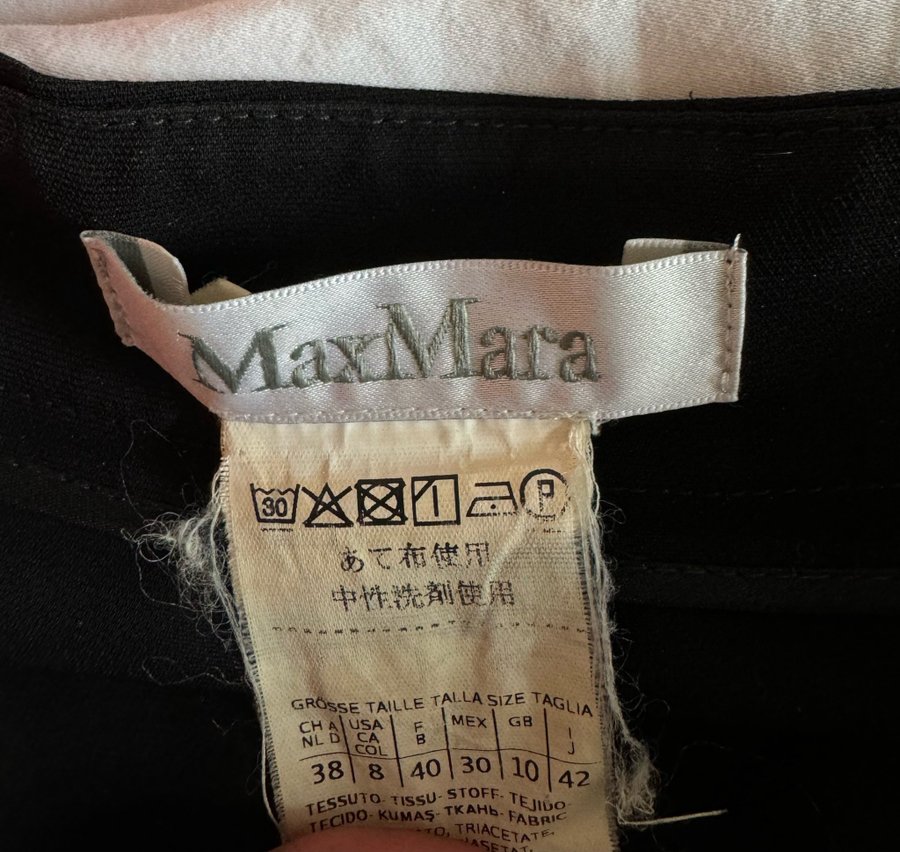 MaxMara
30 P
あて布使用
中性洗剤使用
GRÖSSE TAILLE TALLA SIZE TAGLIA
CH A USA F MEX GB I
NL D CA B J
COL
38 8 40 30 10 42
TESSUTO- TISSU- STOFF- TEJIDO-
TECIDO- KUMAŞ- ТКАНЬ- FABRIC
TRIACETATE,